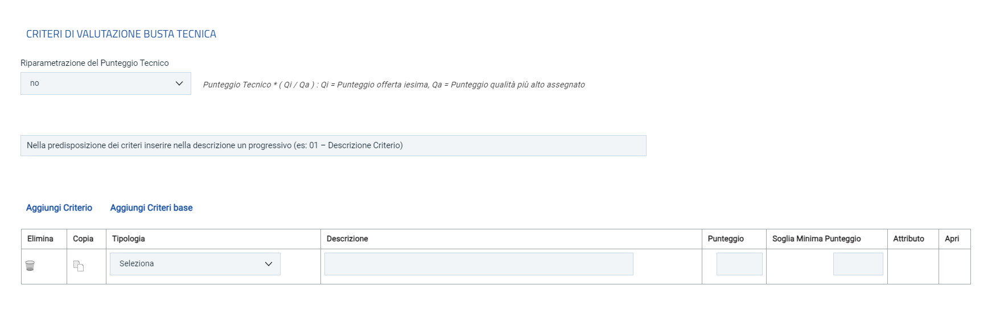 CRITERI DI VALUTAZIONE BUSTA TECNICA
Riparametrazione del Punteggio Tecnico
no
Punteggio Tecnico * ( Qi / Qa ) : Qi = Punteggio offerta iesima, Qa = Punteggio qualità più alto assegnato
Nella predisposizione dei criteri inserire nella descrizione un progressivo (es: 01 – Descrizione Criterio)
Aggiungi Criterio Aggiungi Criteri base
Elimina Copia Tipologia Descrizione Punteggio Soglia Minima Punteggio Attributo Apri
Seleziona